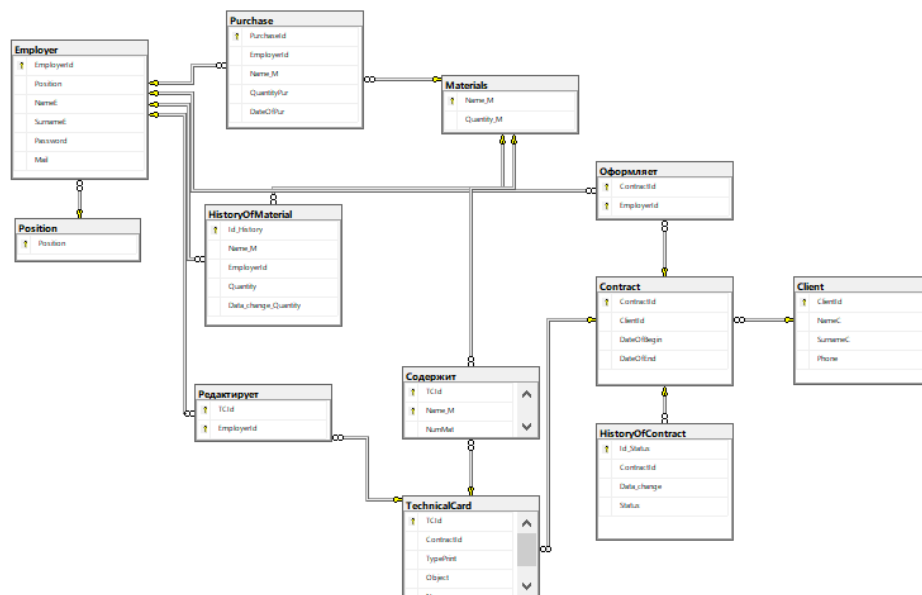 Purchase
PurchaseId
EmployerId
Name_M
QuantityPur
DateOfPur
Employer
EmployerId
Position
NameE
SurnameE
Password
Mail
Materials
Name_M
Quantity_M
Оформляет
ContractId
EmployerId
Position
Position
HistoryOfMaterial
Id_History
Name_M
EmployerId
Quantity
Data_change_Quantity
Contract
ContractId
ClientId
DateOfBegin
DateOfEnd
Client
ClientId
NameC
SurnameC
Phone
Содержит
TCId
Name_M
NumMat
Редактирует
TCId
EmployerId
HistoryOfContract
Id_Status
ContractId
Data_change
Status
TechnicalCard
TCId
ContractId
TypePrint
Object